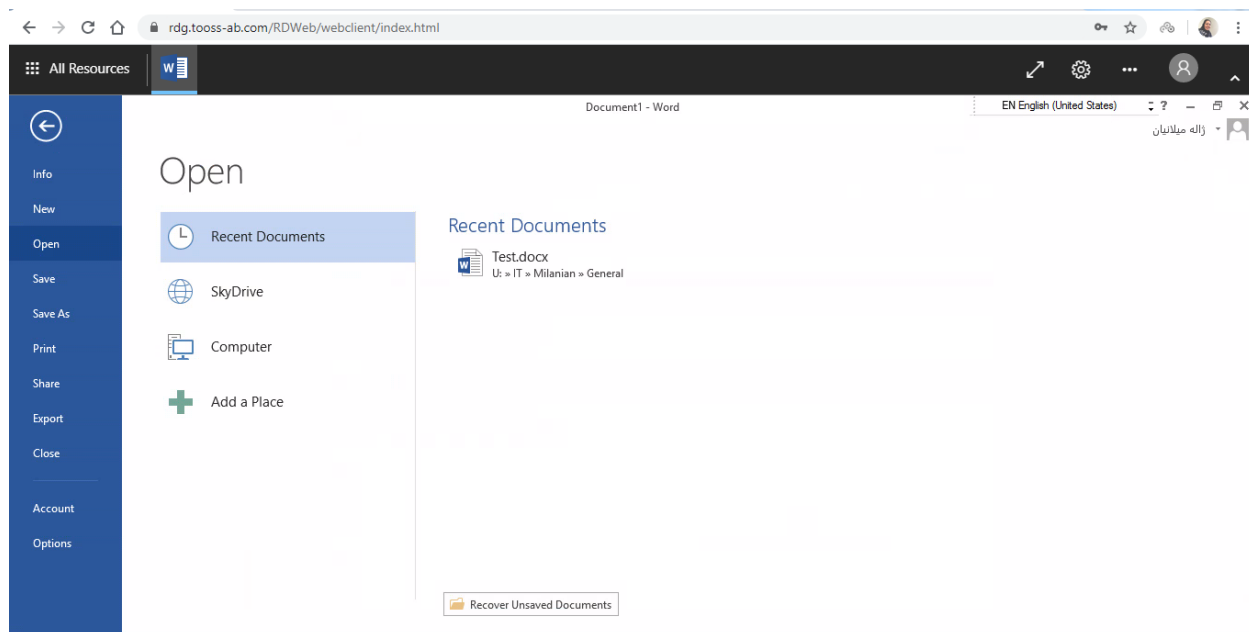 rdg.tooss-ab.com/RDWeb/webclient/index.html
All Resources
Document1 - Word
EN English (United States)
?
ژاله میلانیان
Info
New
Open
Save
Save As
Print
Share
Export
Close
Account
Options
Open
Recent Documents
SkyDrive
Computer
Add a Place
Recent Documents
Test.docx
U: » IT » Milanian » General
Recover Unsaved Documents